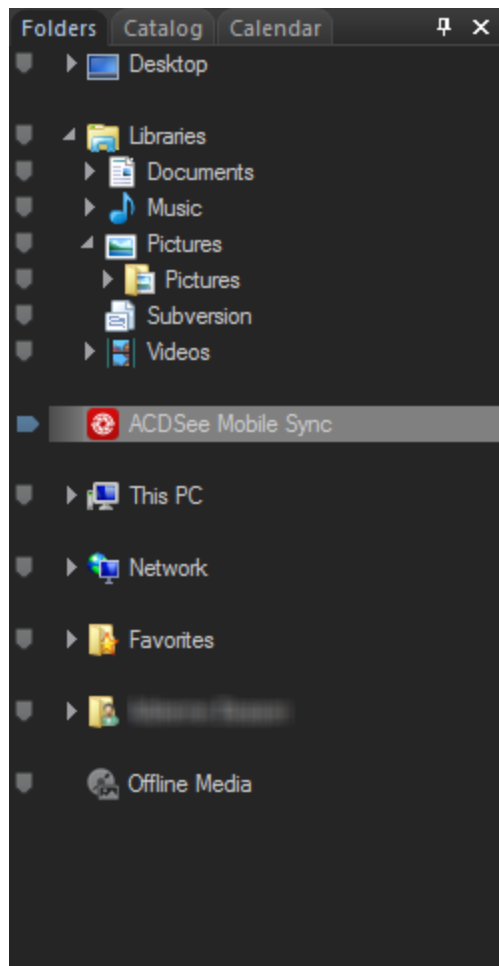 Folders Catalog Calendar
Desktop
Libraries
Documents
Music
Pictures
Pictures
Subversion
Videos
ACDSee Mobile Sync
This PC
Network
Favorites
Offline Media